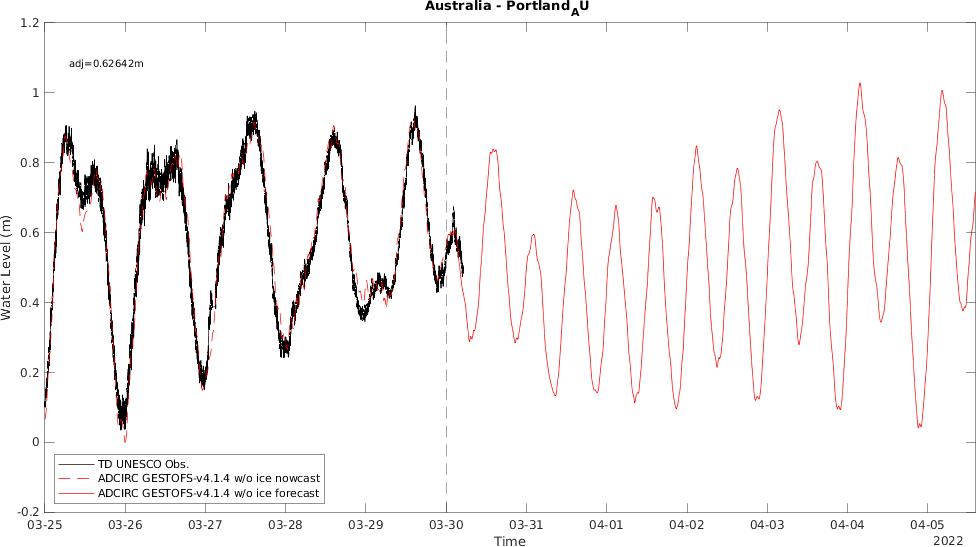 Australia - Portland_AU
1.2
adj=0.62642m
1
0.8
0.6
0.4
0.2
0
-0.2
Water Level (m)
TD UNESCO Obs.
ADCIRC GESTOFS-v4.1.4 w/o ice nowcast
ADCIRC GESTOFS-v4.1.4 w/o ice forecast
03-25 03-26 03-27 03-28 03-29 03-30 03-31 04-01 04-02 04-03 04-04 04-05
Time
2022